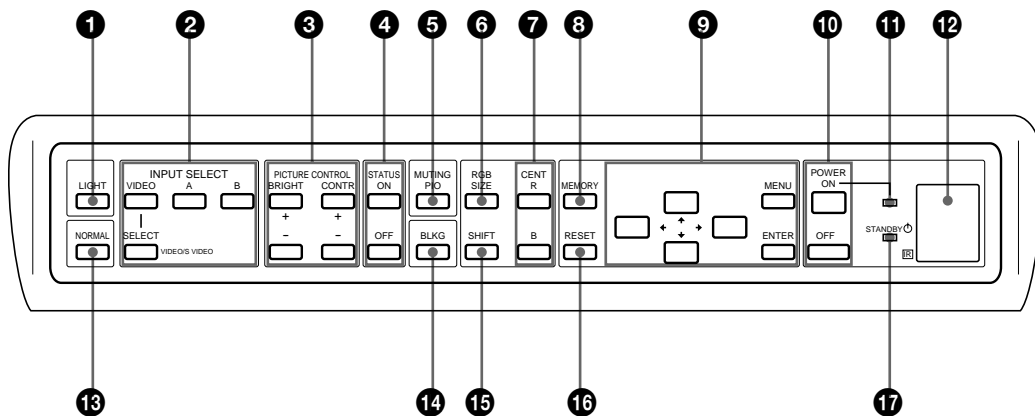 1 2 3 4 5 6 7 8 9 10 11 12
LIGHT
INPUT SELECT
VIDEO A B
SELECT
VIDEO/S VIDEO
PICTURE CONTROL
BRIGHT CONTR
+ +
– –
STATUS
ON
OFF
MUTING
PIO
RGB
SIZE
CENT
R
B
MEMORY
MENU
ENTER
POWER
ON
OFF
STANDBY
IR
NORMAL
BLKG
SHIFT
RESET
13 14 15 16 17